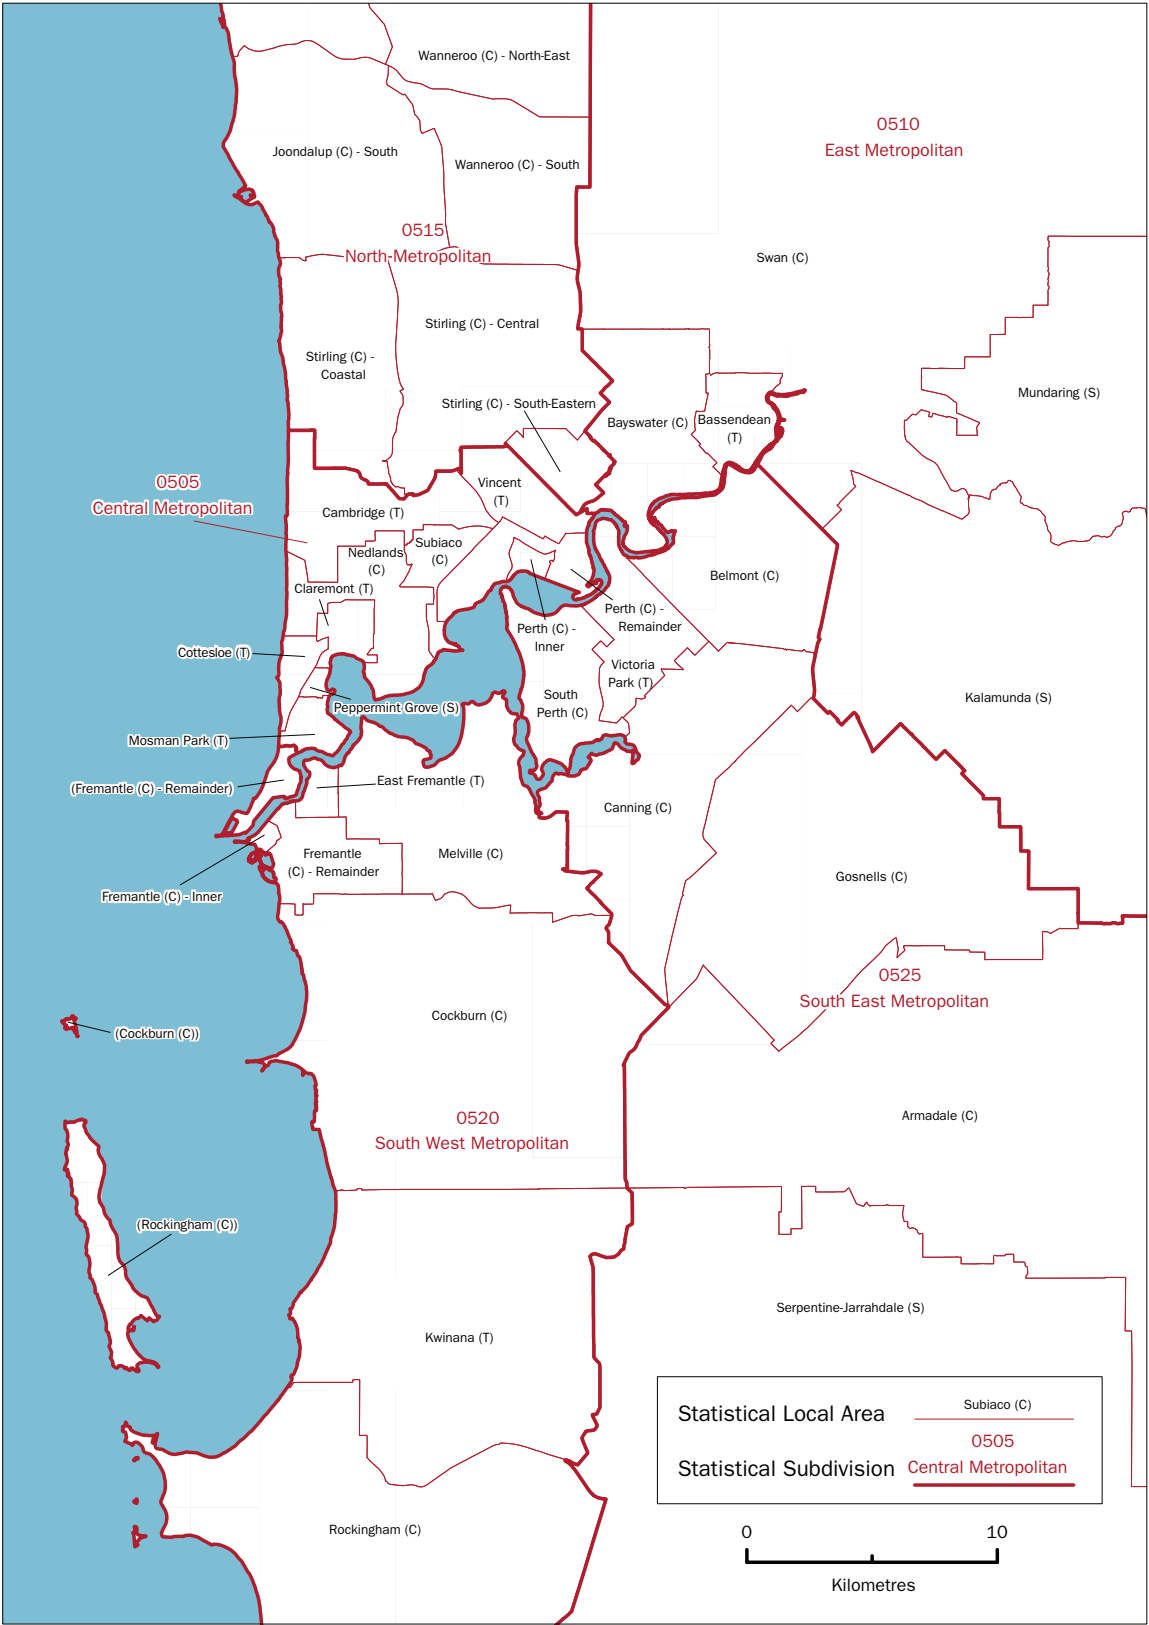 Wanneroo (C) - North-East
0510
East Metropolitan
Joondalup (C) - South
Wanneroo (C) - South
0515
North-Metropolitan
Swan (C)
Stirling (C) - Central
Stirling (C) -
Coastal
Mundaring (S)
Stirling (C) - South-Eastern
Bayswater (C)
Bassendean
(T)
0505
Central Metropolitan
Vincent
(T)
Cambridge (T)
Subiaco
(C)
Nedlands
(C)
Belmont (C)
Claremont (T)
Perth (C) -
Remainder
Perth (C) -
Inner
Cottesloe (T)
Victoria
Park (T)
South
Perth (C)
Kalamunda (S)
Peppermint Grove (S)
Mosman Park (T)
East Fremantle (T)
(Fremantle (C) - Remainder)
Canning (C)
Fremantle
(C) - Remainder
Melville (C)
Gosnells (C)
Fremantle (C) - Inner
0525
South East Metropolitan
Cockburn (C)
(Cockburn (C))
0520
South West Metropolitan
Armadale (C)
(Rockingham (C))
Serpentine-Jarrahdale (S)
Kwinana (T)
Statistical Local Area
Subiaco (C)
0505
Statistical Subdivision
Central Metropolitan
Rockingham (C)
0 10
Kilometres